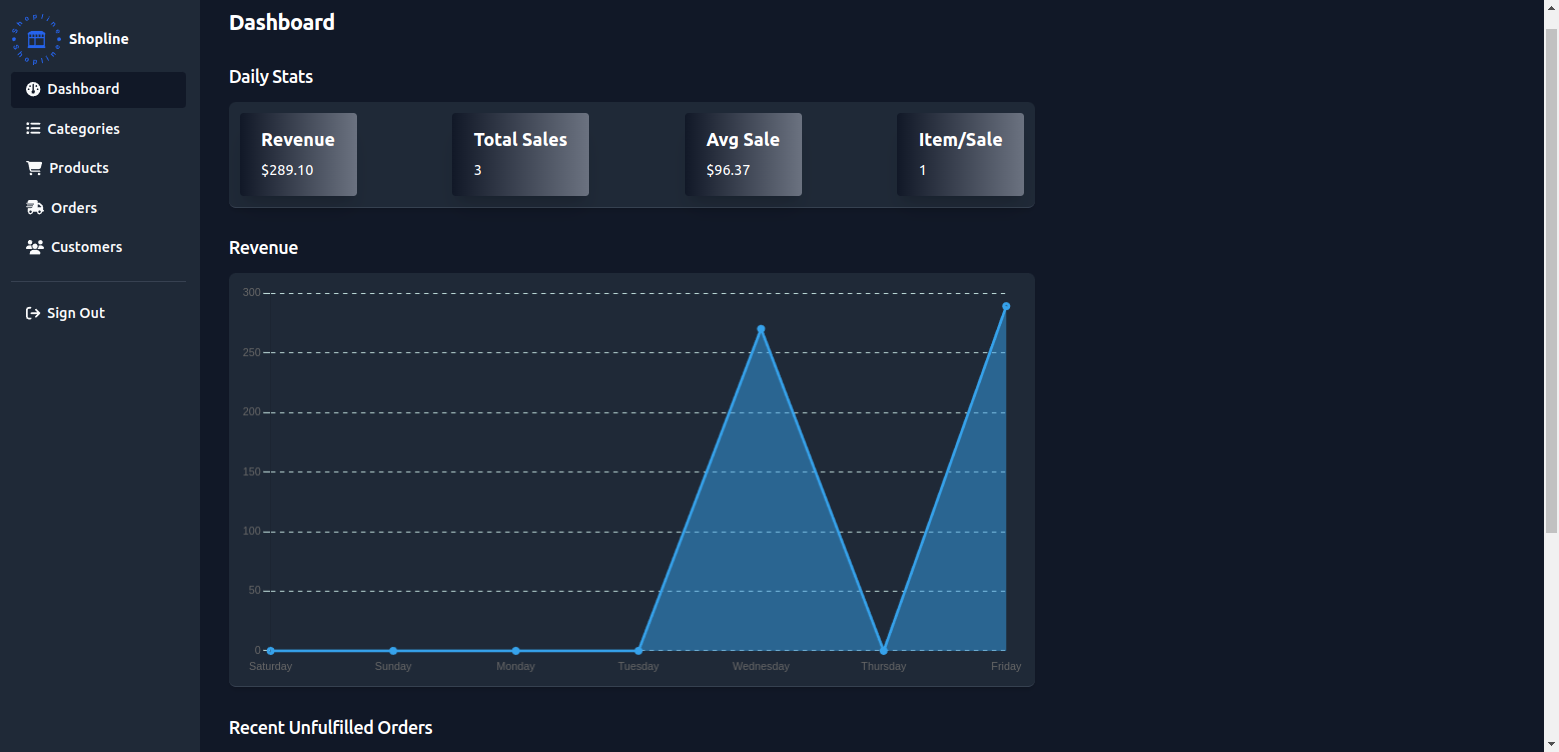 Shopline
Shopline
Shopline
Dashboard
Categories
Products
Orders
Customers
Sign Out
Dashboard
Daily Stats
Revenue
$289.10
Total Sales
3
Avg Sale
$96.37
Item/Sale
1
Revenue
300
250
200
150
100
50
0
Saturday
Sunday
Monday
Tuesday
Wednesday
Thursday
Friday
Recent Unfulfilled Orders